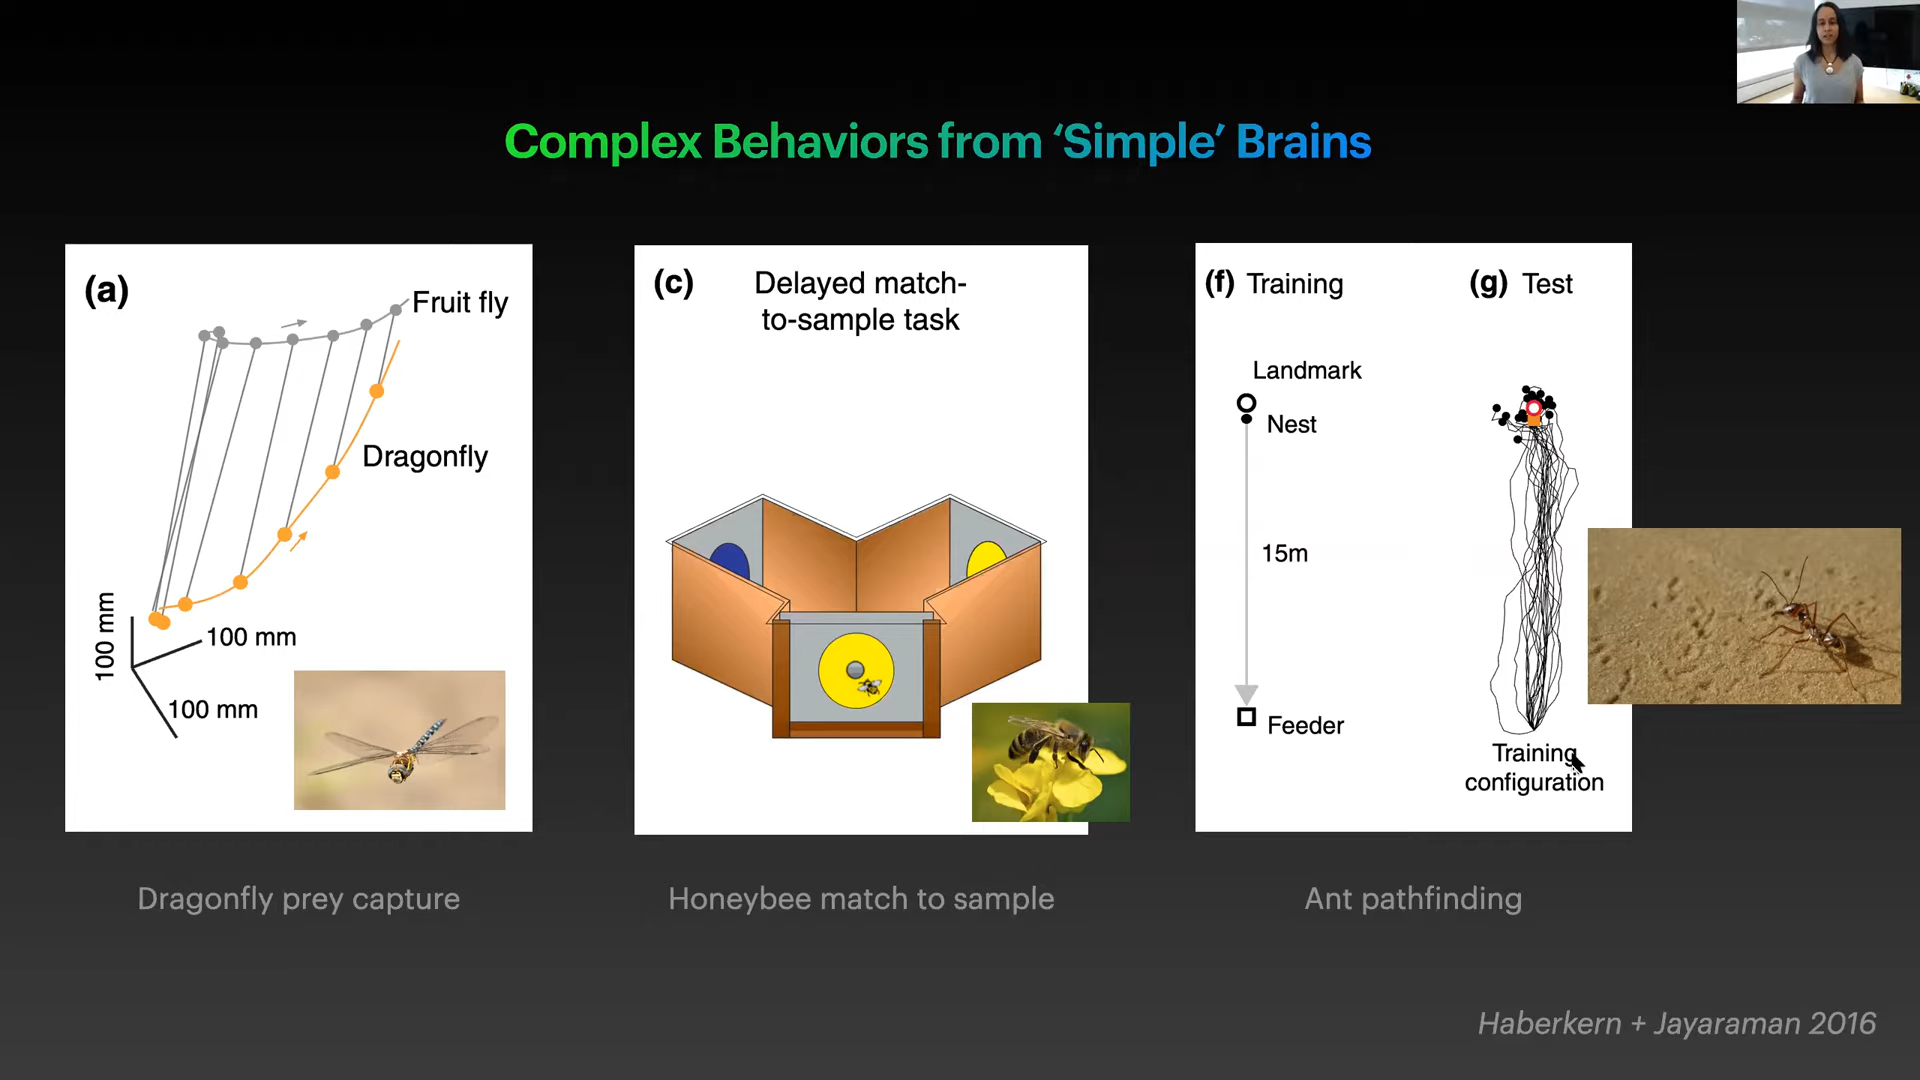 Complex Behaviors from ‘Simple’ Brains
(a)
Fruit fly
Dragonfly
100 mm
100 mm
100 mm
(c) Delayed match-
to-sample task
(f) Training
Landmark
Nest
15m
Feeder
(g) Test
Training
configuration
Dragonfly prey capture
Honeybee match to sample
Ant pathfinding
Haberkern + Jayaraman 2016